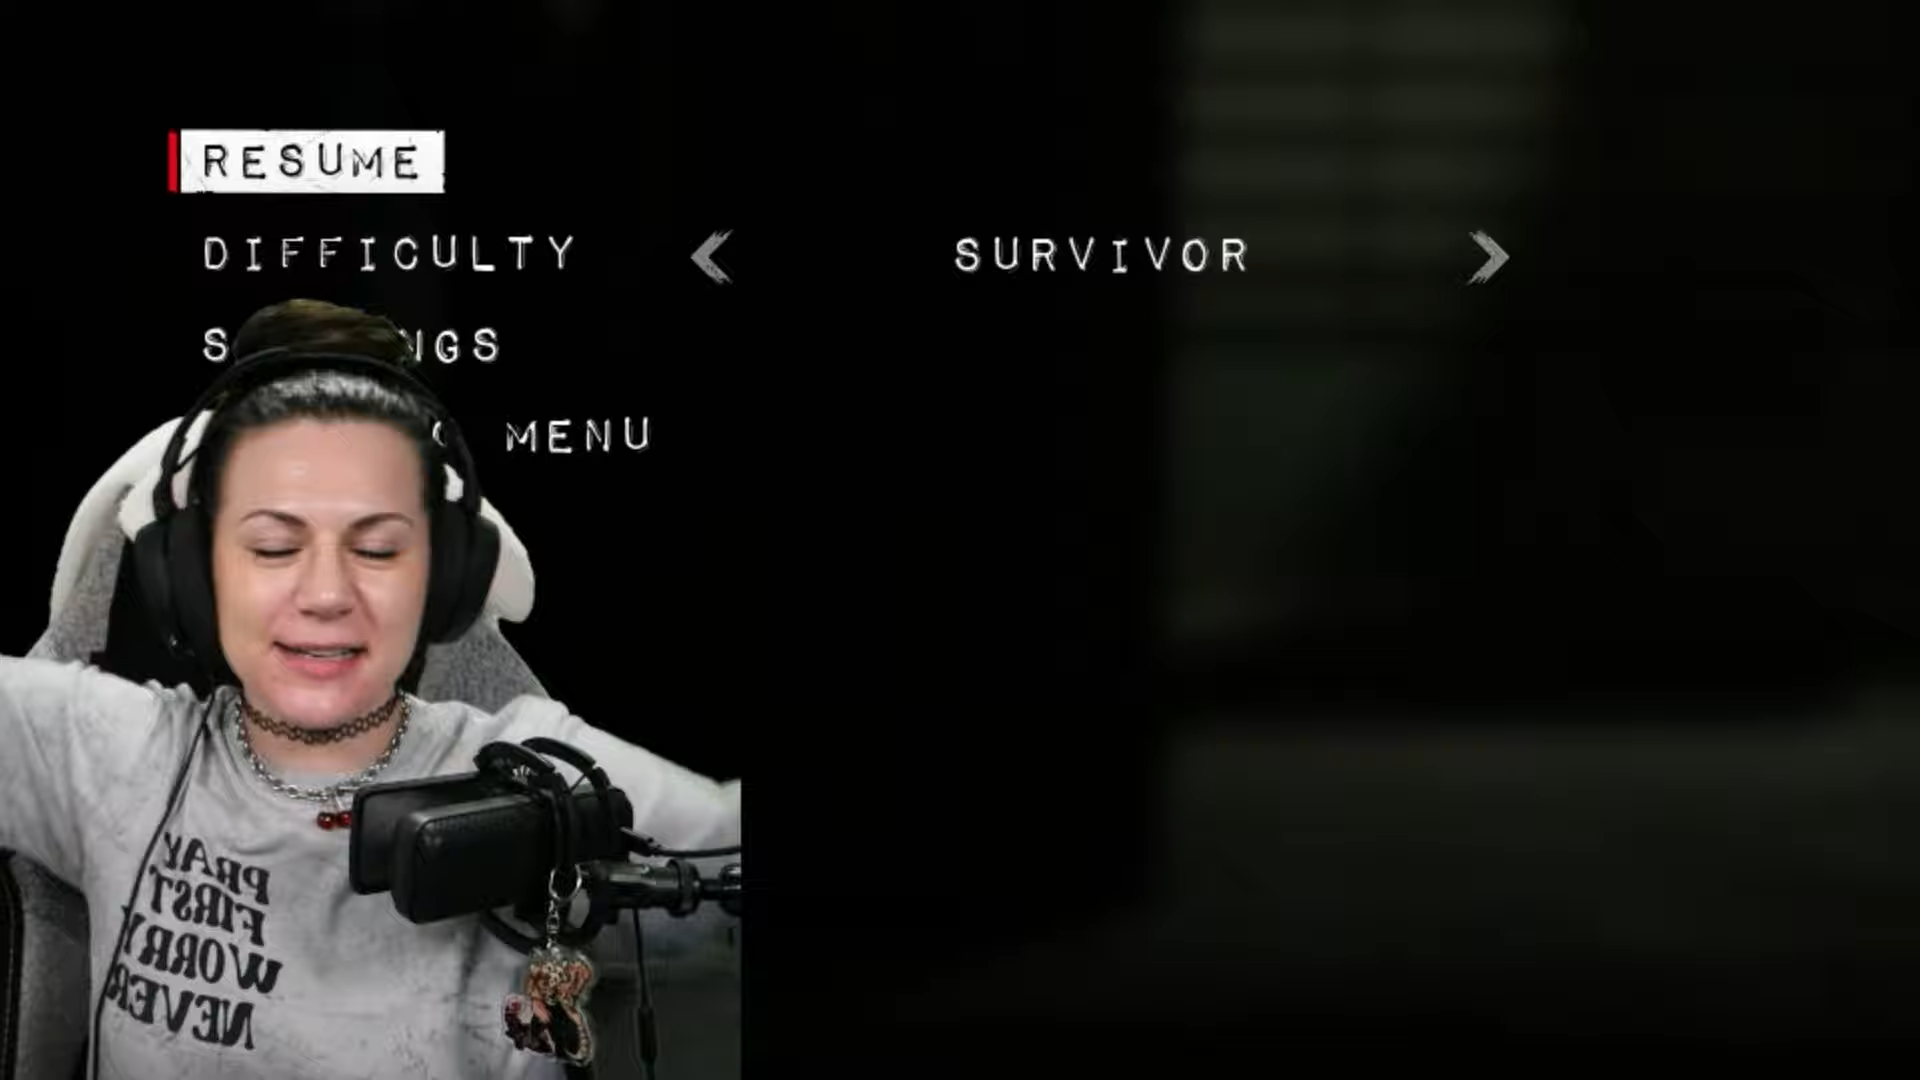 RESUME
DIFFICULTY SURVIVOR
MENU
PRAY
FIRST
WORRY
NEVER